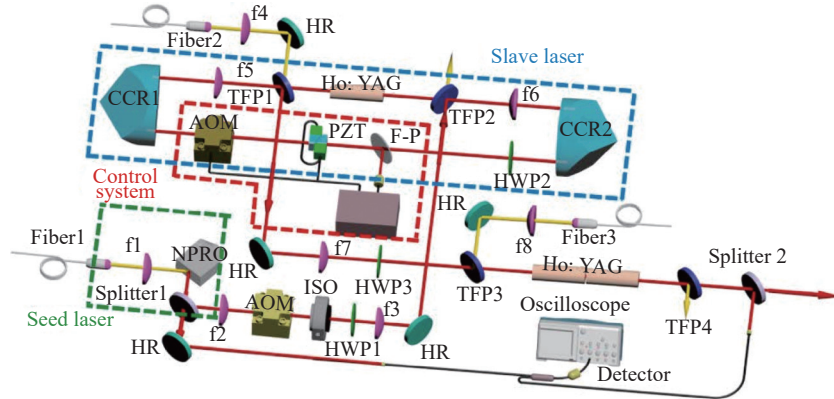 f4
HR
Fiber2
Slave laser
f5
TFP1
Ho: YAG
f6
CCR1
TFP2
AOM
PZT
F-P
CCR2
HWP2
Control
system
HR
Fiber1
f1
NPRO
HR
f7
HWP3
f8
Fiber3
TFP3
Ho: YAG
Splitter 2
Splitter1
AOM
ISO
f3
Oscilloscope
TFP4
Seed laser
f2
HWP1
HR
HR
Detector